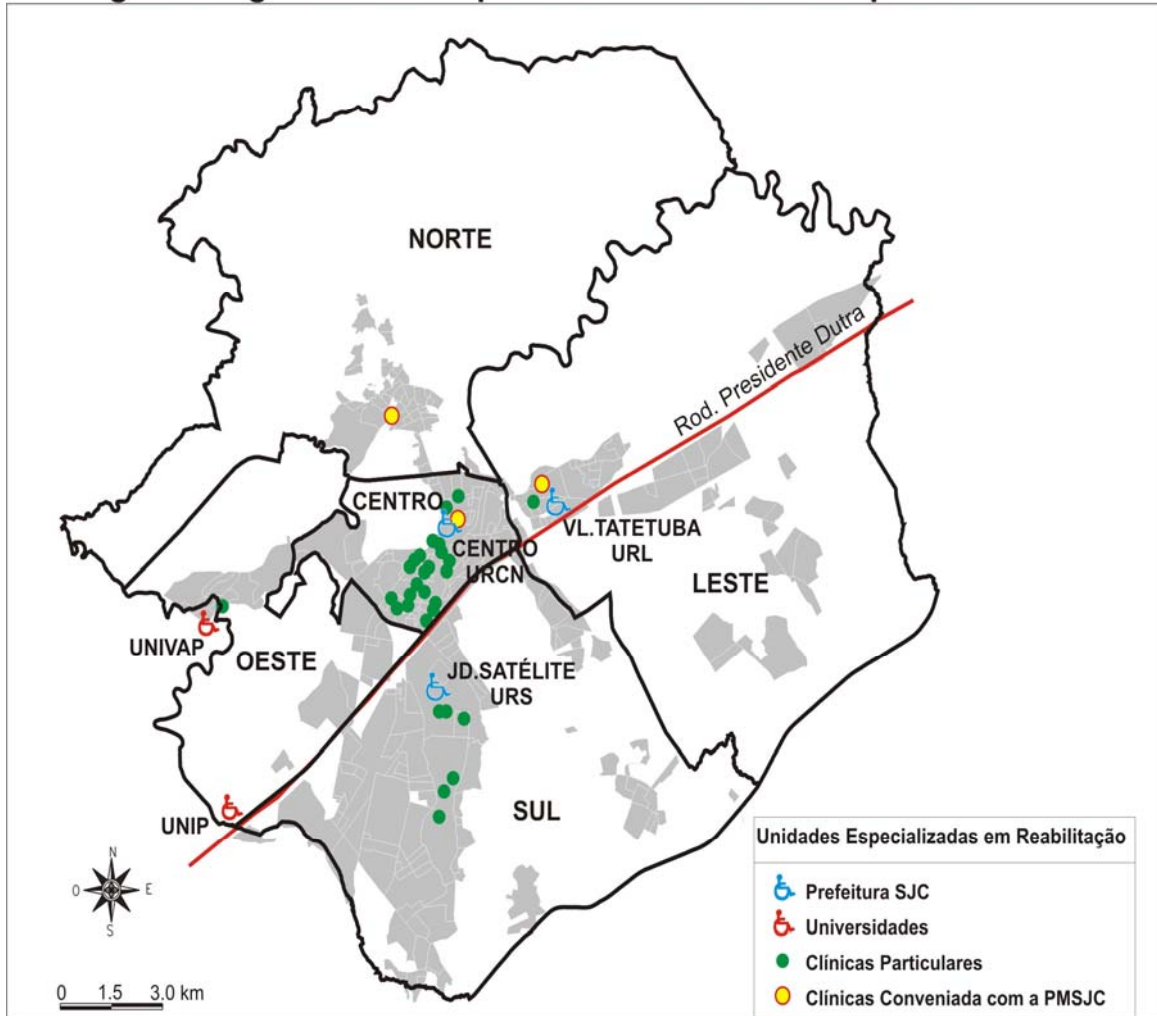 NORTE
Rod. Presidente Dutra
CENTRO
CENTRO
URCN
VL.TATETUBA
URL
LESTE
UNIVAP
OESTE
JD.SATÉLITE
URS
SUL
UNIP
N
O
E
S
0 1.5 3.0 km
Unidades Especializadas em Reabilitação
Prefeitura SJC
Universidades
Clínicas Particulares
Clínicas Conveniada com a PMSJC